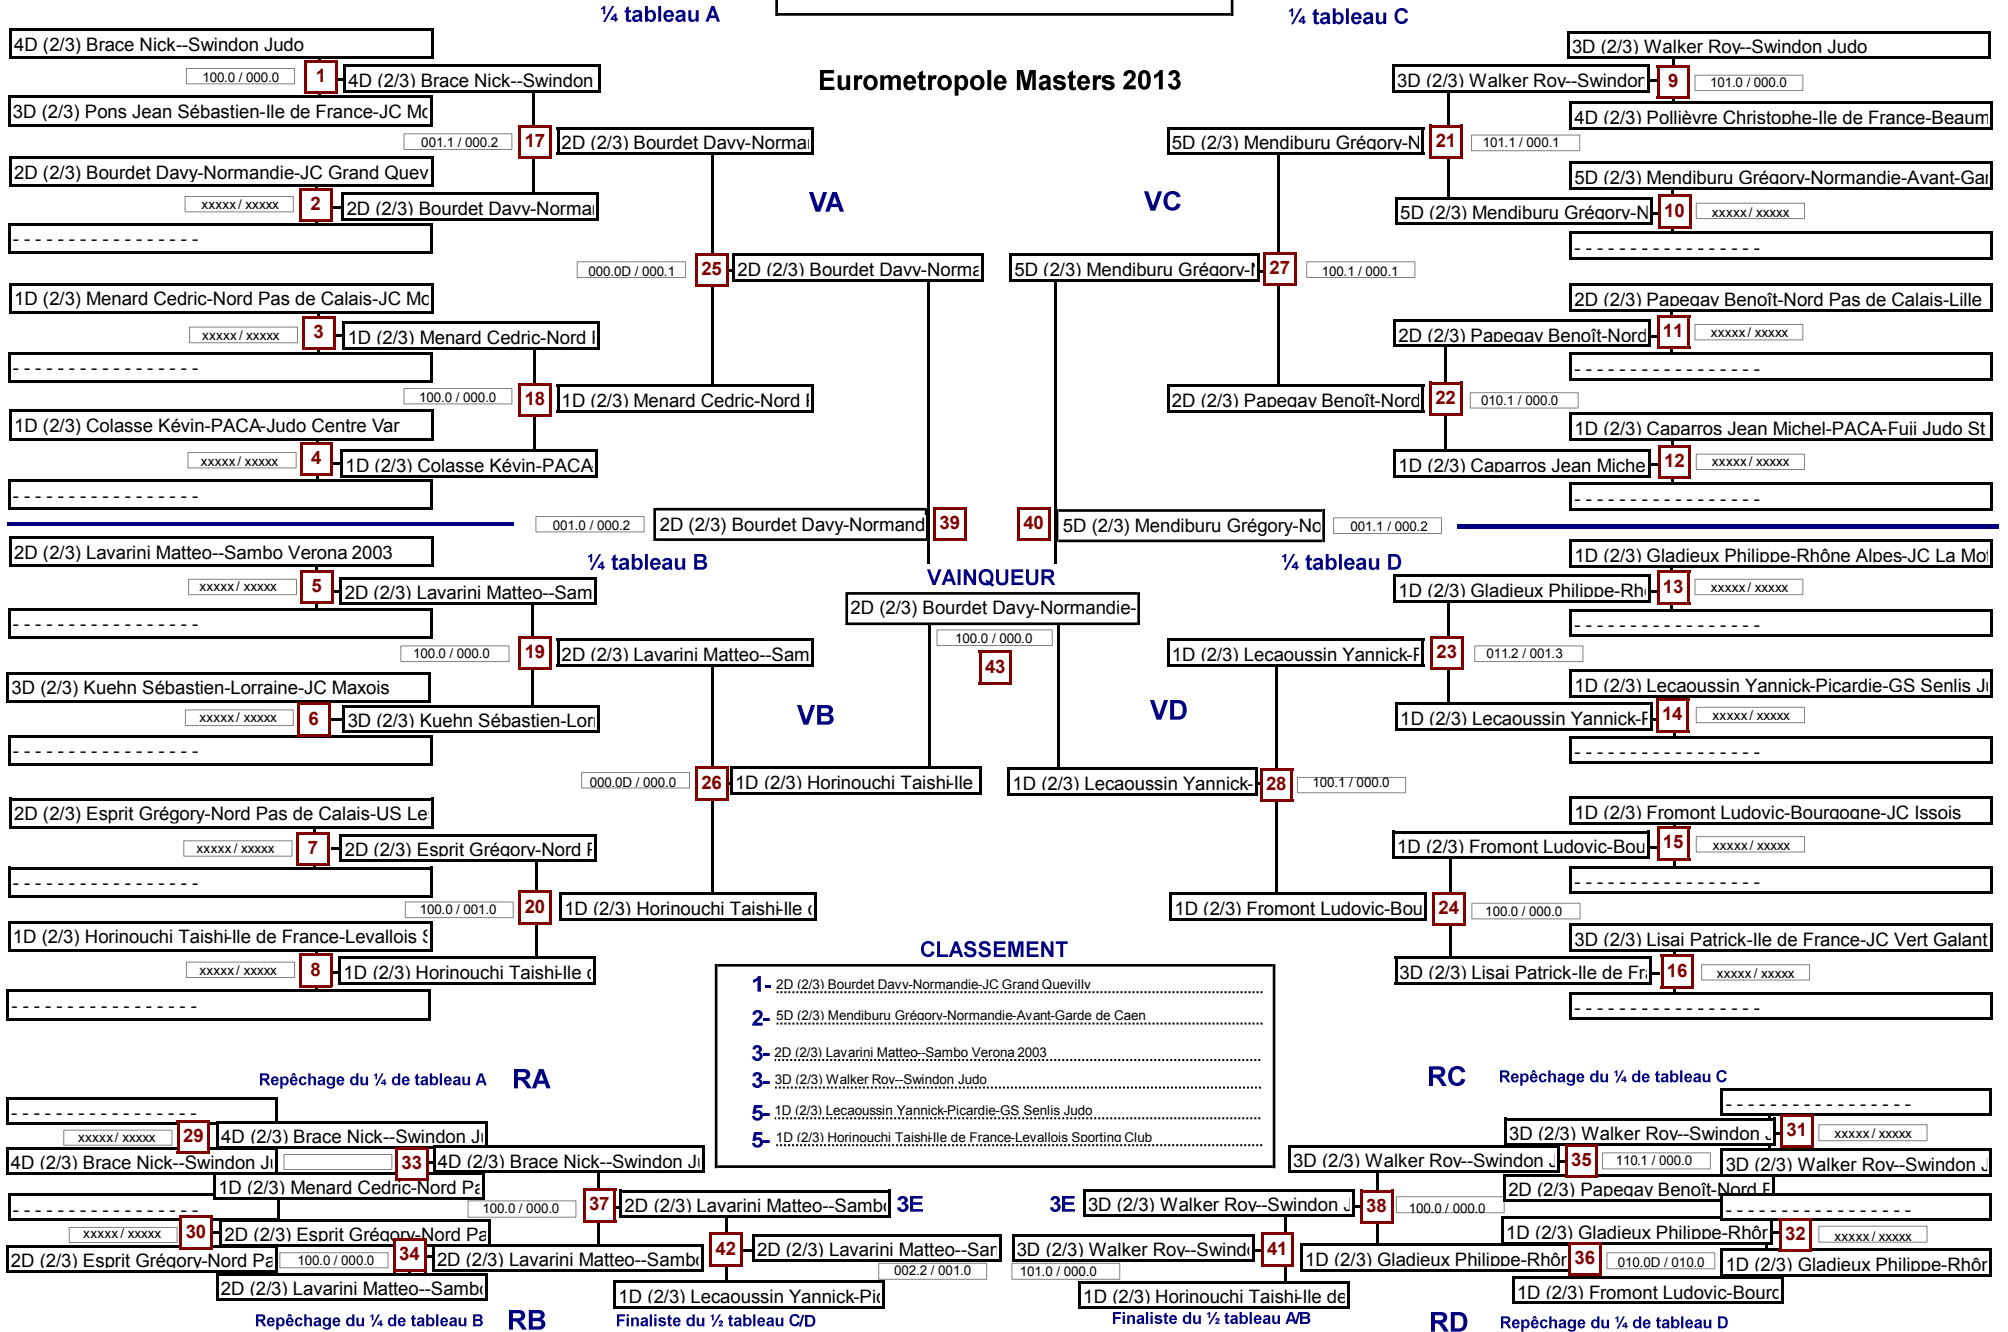 ¼ tableau A
¼ tableau C
Eurometropole Masters 2013
4D (2/3) Brace Nick--Swindon Judo
100.0 / 000.0
1
4D (2/3) Brace Nick--Swindon
3D (2/3) Pons Jean Sébastien-Ile de France-JC Mo
001.1 / 000.2
17
2D (2/3) Bourdet Davy-Norma
2D (2/3) Bourdet Davy-Normandie-JC Grand Quev
xxxxx / xxxxx
2
2D (2/3) Bourdet Davy-Norma
- - - - - - - - - - - - - - - - -
VA
000.0D / 000.1
25
2D (2/3) Bourdet Davy-Norma
1D (2/3) Menard Cedric-Nord Pas de Calais-JC Mo
xxxxx / xxxxx
3
1D (2/3) Menard Cedric-Nord
- - - - - - - - - - - - - - - - -
100.0 / 000.0
18
1D (2/3) Menard Cedric-Nord
1D (2/3) Colasse Kévin-PACA-Judo Centre Var
xxxxx / xxxxx
4
1D (2/3) Colasse Kévin-PACA
- - - - - - - - - - - - - - - - -
001.0 / 000.2
2D (2/3) Bourdet Davy-Normand
39
3D (2/3) Walker Roy--Swindon Judo
3D (2/3) Walker Roy--Swindon
9
101.0 / 000.0
4D (2/3) Pollièvre Christophe-Ile de France-Beaum
5D (2/3) Mendiburu Grégory-N
21
101.1 / 000.1
5D (2/3) Mendiburu Grégory-Normandie-Avant-Gar
5D (2/3) Mendiburu Grégory-N
10
xxxxx / xxxxx
- - - - - - - - - - - - - - - - -
VC
5D (2/3) Mendiburu Grégory-N
27
100.1 / 000.1
2D (2/3) Papegay Benoît-Nord Pas de Calais-Lille
2D (2/3) Papegay Benoît-Nord
11
xxxxx / xxxxx
- - - - - - - - - - - - - - - - -
2D (2/3) Papegay Benoît-Nord
22
010.1 / 000.0
1D (2/3) Caparros Jean Michel-PACA-Fuji Judo St
1D (2/3) Caparros Jean Miche
12
xxxxx / xxxxx
- - - - - - - - - - - - - - - - -
40
5D (2/3) Mendiburu Grégory-No
001.1 / 000.2
¼ tableau B
¼ tableau D
VAINQUEUR
2D (2/3) Bourdet Davy-Normandie-
100.0 / 000.0
43
2D (2/3) Lavarini Matteo--Sambo Verona 2003
xxxxx / xxxxx
5
2D (2/3) Lavarini Matteo--Sam
- - - - - - - - - - - - - - - - -
100.0 / 000.0
19
2D (2/3) Lavarini Matteo--Sam
3D (2/3) Kuehn Sébastien-Lorraine-JC Maxois
xxxxx / xxxxx
6
3D (2/3) Kuehn Sébastien-Lorr
- - - - - - - - - - - - - - - - -
VB
000.0D / 000.0
26
1D (2/3) Horinouchi Taishi-Ile
2D (2/3) Esprit Grégory-Nord Pas de Calais-US Le
xxxxx / xxxxx
7
2D (2/3) Esprit Grégory-Nord P
- - - - - - - - - - - - - - - - -
100.0 / 001.0
20
1D (2/3) Horinouchi Taishi-Ile d
1D (2/3) Horinouchi Taishi-Ile de France-Levallois S
xxxxx / xxxxx
8
1D (2/3) Horinouchi Taishi-Ile d
- - - - - - - - - - - - - - - - -
1D (2/3) Gladieux Philippe-Rhône Alpes-JC La Mot
1D (2/3) Gladieux Philippe-Rh
13
xxxxx / xxxxx
- - - - - - - - - - - - - - - - -
1D (2/3) Lecaoussin Yannick-P
23
011.2 / 001.3
1D (2/3) Lecaoussin Yannick-Picardie-GS Senlis Ju
1D (2/3) Lecaoussin Yannick-P
14
xxxxx / xxxxx
- - - - - - - - - - - - - - - - -
VD
1D (2/3) Lecaoussin Yannick-
28
100.1 / 000.0
1D (2/3) Fromont Ludovic-Bourgogne-JC Issois
1D (2/3) Fromont Ludovic-Bou
15
xxxxx / xxxxx
- - - - - - - - - - - - - - - - -
1D (2/3) Fromont Ludovic-Bou
24
100.0 / 000.0
3D (2/3) Lisai Patrick-Ile de France-JC Vert Galant
3D (2/3) Lisai Patrick-Ile de Fra
16
xxxxx / xxxxx
- - - - - - - - - - - - - - - - -
CLASSEMENT
1- 2D (2/3) Bourdet Davy-Normandie-JC Grand Quevilly
2- 5D (2/3) Mendiburu Grégory-Normandie-Avant-Garde de Caen
3- 2D (2/3) Lavarini Matteo--Sambo Verona 2003
3- 3D (2/3) Walker Roy--Swindon Judo
5- 1D (2/3) Lecaoussin Yannick-Picardie-GS Senlis Judo
5- 1D (2/3) Horinouchi Taishi-Ile de France-Levallois Sporting Club
Repêchage du ¼ de tableau A RA
- - - - - - - - - - - - - - - - -
xxxxx / xxxxx
29
4D (2/3) Brace Nick--Swindon Ju
4D (2/3) Brace Nick--Swindon Ju
33
4D (2/3) Brace Nick--Swindon Ju
1D (2/3) Menard Cedric-Nord Pa
- - - - - - - - - - - - - - - - -
100.0 / 000.0
37
2D (2/3) Lavarini Matteo--Sambo
3E
xxxxx / xxxxx
30
2D (2/3) Esprit Grégory-Nord Pa
2D (2/3) Esprit Grégory-Nord Pa
100.0 / 000.0
34
2D (2/3) Lavarini Matteo--Sambo
2D (2/3) Lavarini Matteo--Sambo
42
2D (2/3) Lavarini Matteo--San
002.2 / 001.0
1D (2/3) Lecaoussin Yannick-Pic
Repêchage du ¼ de tableau B RB
Finaliste du ½ tableau C/D
RC Repêchage du ¼ de tableau C
- - - - - - - - - - - - - - - - -
3D (2/3) Walker Roy--Swindon J
31
xxxxx / xxxxx
3D (2/3) Walker Roy--Swindon J
35
110.1 / 000.0
3D (2/3) Walker Roy--Swindon J
2D (2/3) Papegay Benoît-Nord P
3E
3D (2/3) Walker Roy--Swindon J
38
100.0 / 000.0
- - - - - - - - - - - - - - - - -
1D (2/3) Gladieux Philippe-Rhôn
32
xxxxx / xxxxx
3D (2/3) Walker Roy--Swindo
41
101.0 / 000.0
1D (2/3) Gladieux Philippe-Rhôn
36
010.0D / 010.0
1D (2/3) Gladieux Philippe-Rhôn
1D (2/3) Horinouchi Taishi-Ile de
1D (2/3) Fromont Ludovic-Bourg
Finaliste du ½ tableau A/B
RD Repêchage du ¼ de tableau D